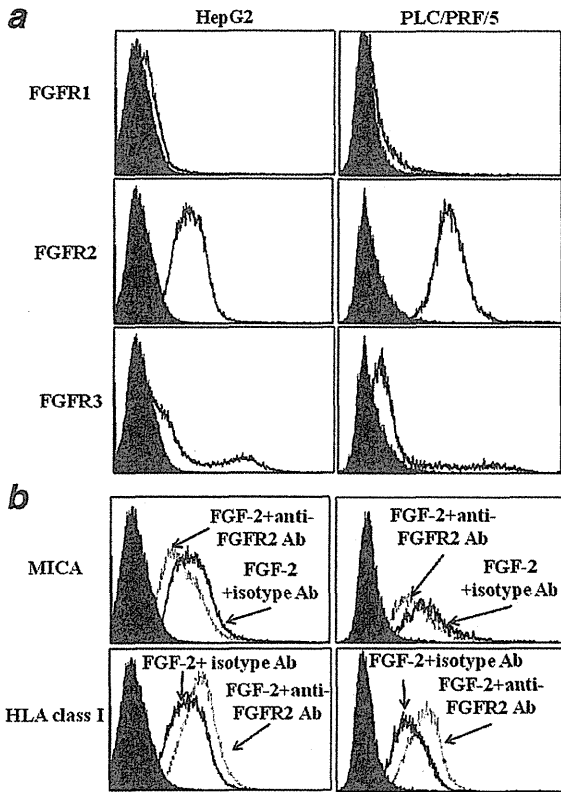 a
HepG2 PLC/PRF/5
FGFR1
FGFR2
FGFR3
b
MICA
FGF-2+anti-
FGFR2 Ab
FGF-2
+isotype Ab
FGF-2+anti-
FGFR2 Ab
FGF-2
+isotype Ab
HLA class I
FGF-2+ isotype Ab
FGF-2+anti-
FGFR2 Ab
FGF-2+isotype Ab
FGF-2+anti-
FGFR2 Ab